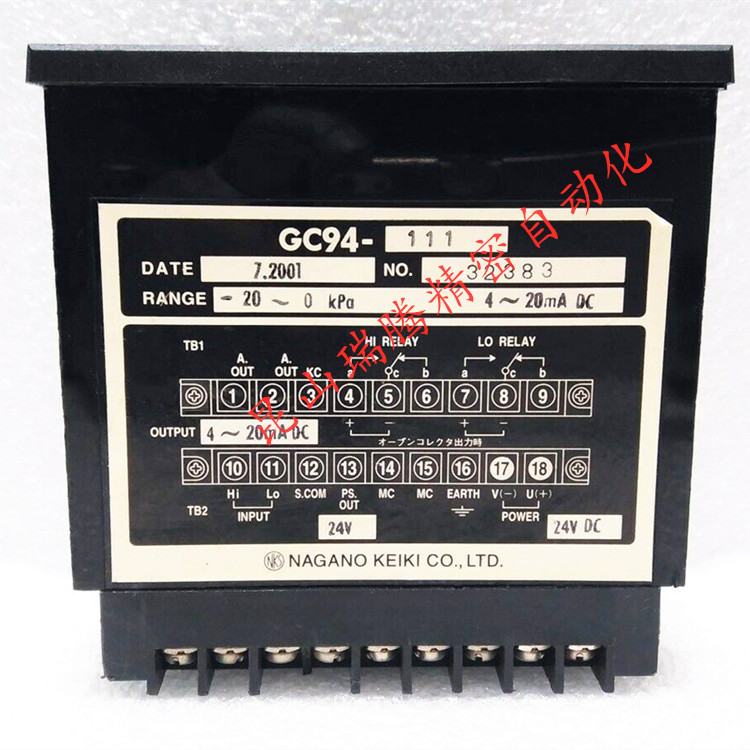 GC94- 111
DATE 7.2001 NO. 32383
RANGE - 20 ~ 0 kPa 4 ~ 20mA DC
TB1 HI RELAY LO RELAY
A. OUT A. OUT KC a c b a c b
1 2 3 4 5 6 7 8 9
+ - + -
OUTPUT 4 ~ 20mA DC オープンコレクタ出力時
10 11 12 13 14 15 16 17 18
Hi Lo S.COM PS. OUT MC MC EARTH V(-) U(+)
TB2 INPUT POWER
24V 24V DC
NKS NAGANO KEIKI CO., LTD.
昆山瑞腾精密自动化